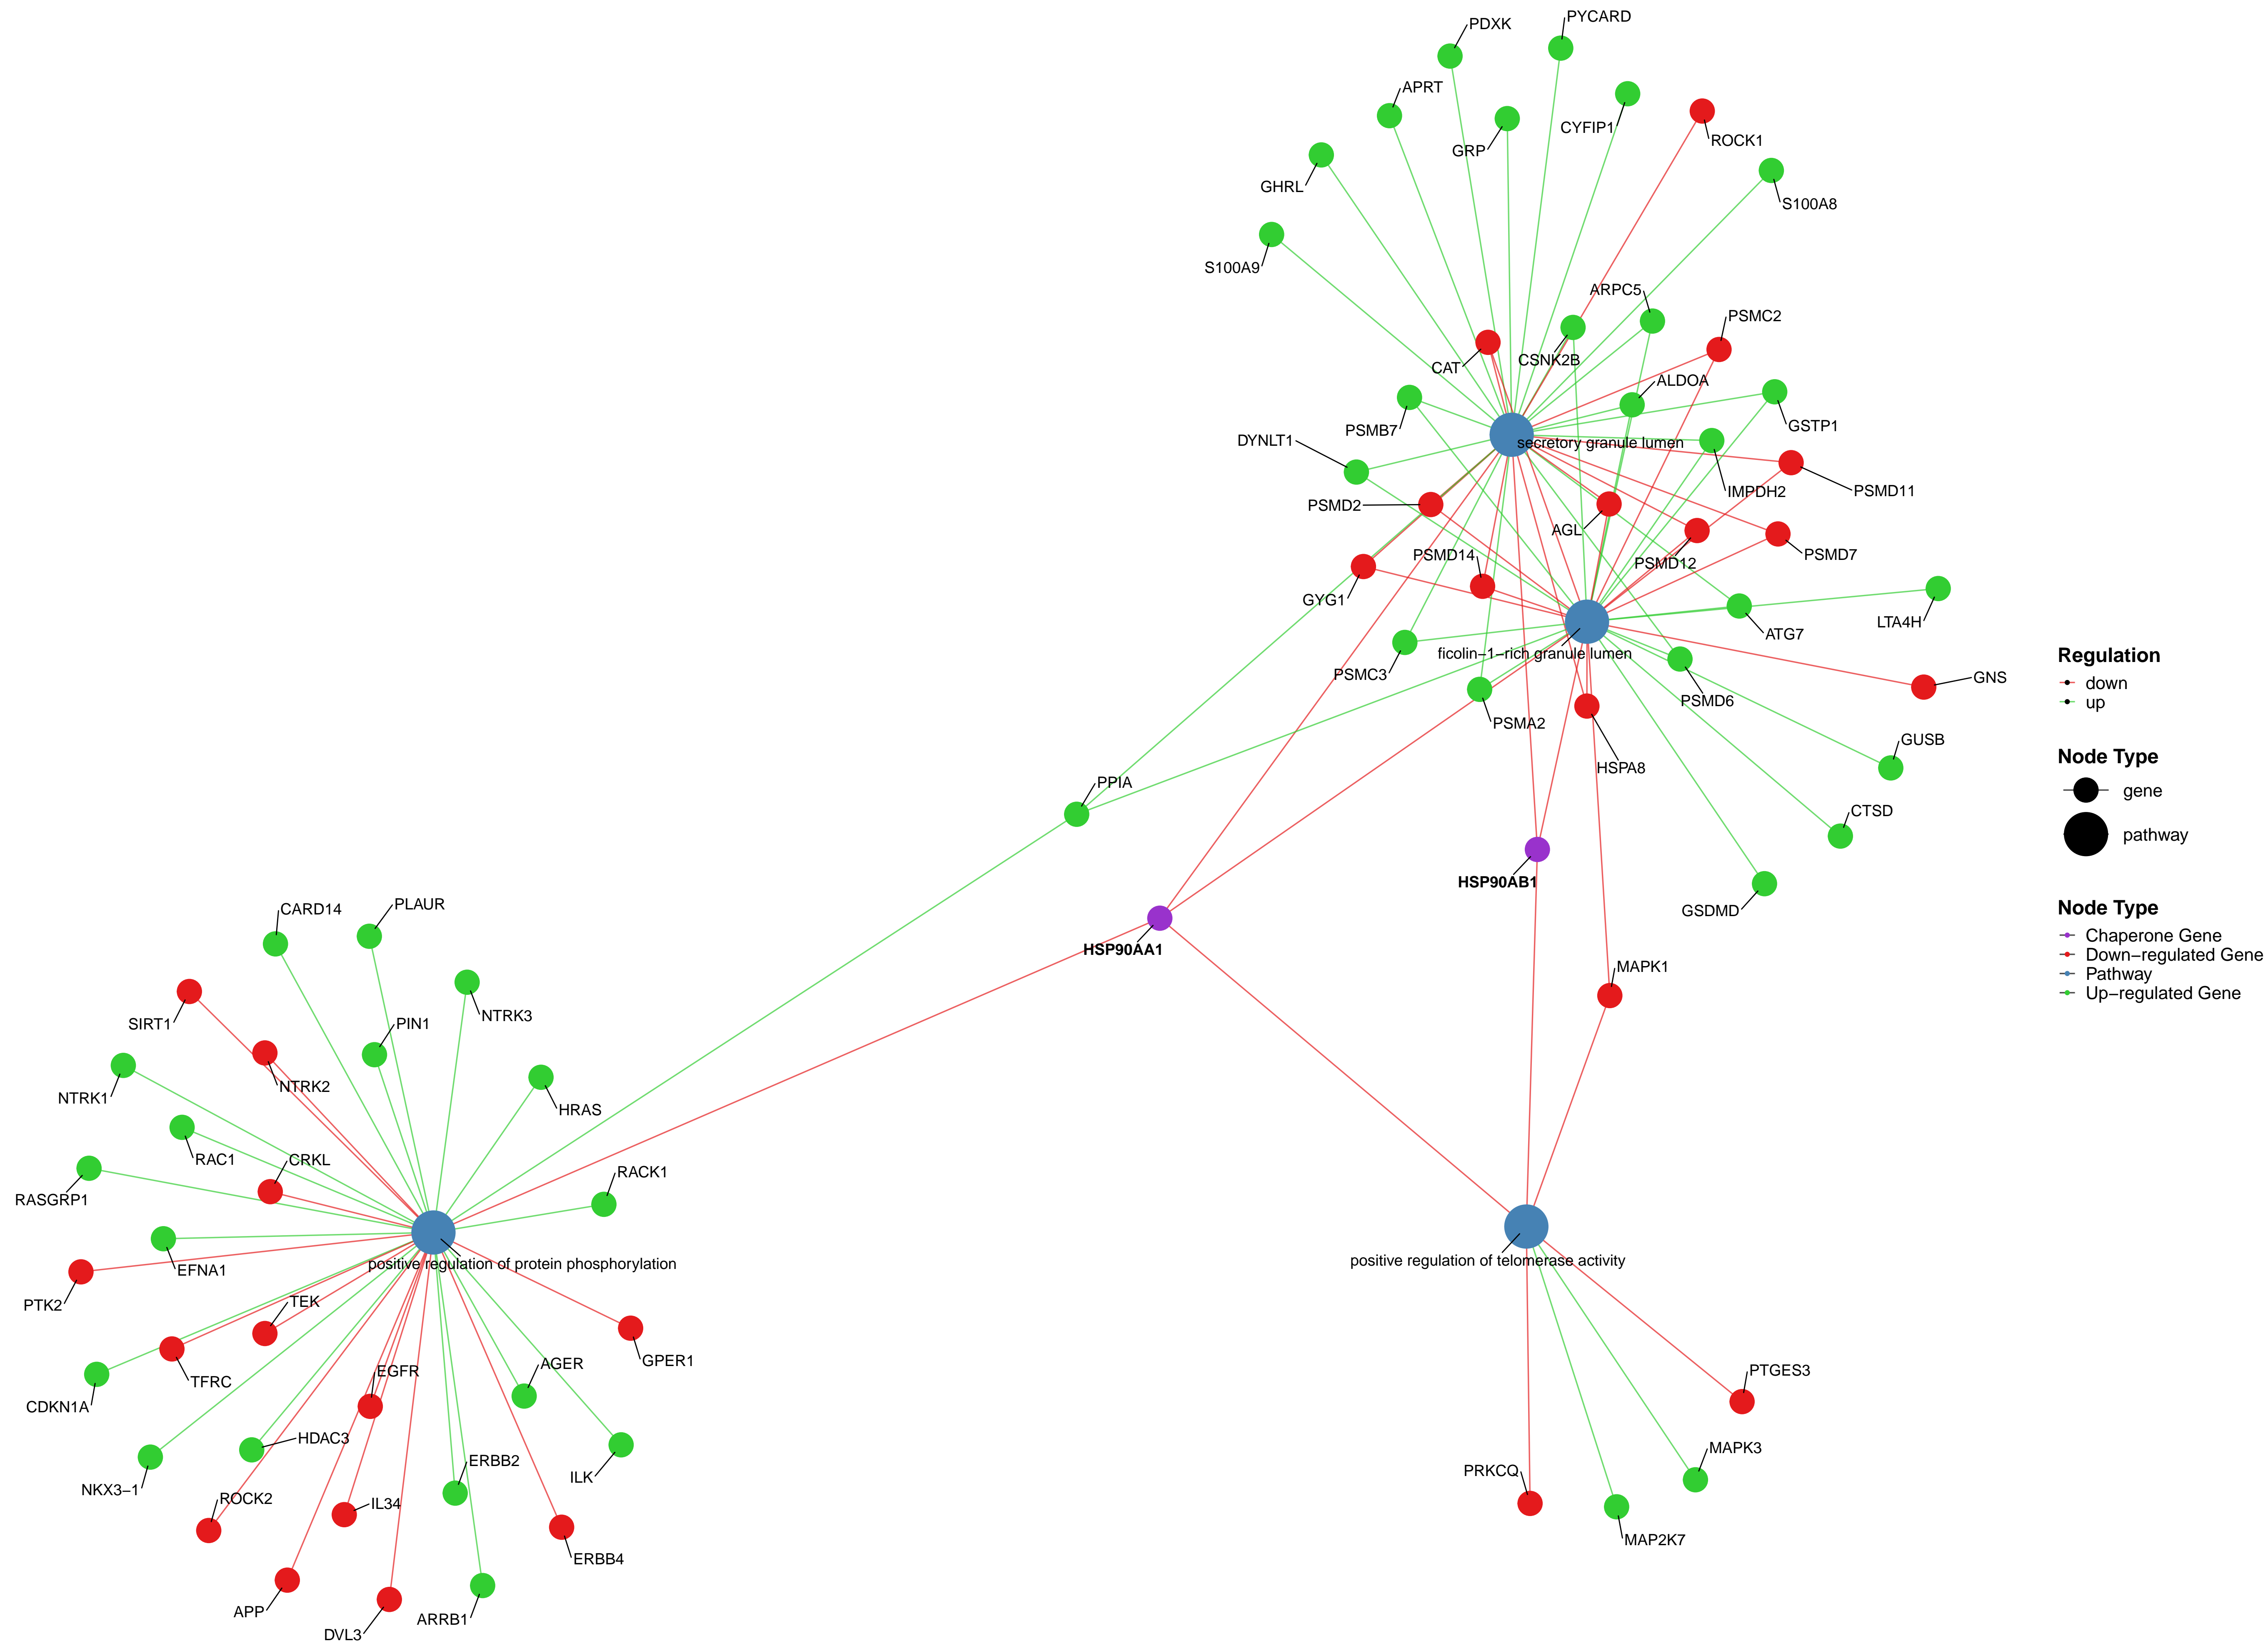 PDXK
PYCARD
APRT
CYFIP1
GRP
ROCK1
GHRL
S100A8
S100A9
ARPC5
PSMC2
CAT
CSNK2B
ALDOA
PSMB7
GSTP1
DYNLT1
secretory granule lumen
IMPDH2
PSMD11
PSMD2
AGL
PSMD14
PSMD12
PSMD7
GYG1
LTA4H
ATG7
ficolin−1−rich granule lumen
PSMC3
GNS
PSMD6
PSMA2
GUSB
HSPA8
PPIA
CTSD
HSP90AB1
GSDMD
HSP90AA1
MAPK1
CARD14
PLAUR
SIRT1
NTRK3
PIN1
NTRK2
NTRK1
HRAS
RAC1
CRKL
RACK1
RASGRP1
EFNA1
positive regulation of protein phosphorylation
positive regulation of telomerase activity
PTK2
TEK
GPER1
AGER
EGFR
TFRC
CDKN1A
PTGES3
HDAC3
MAPK3
ERBB2
PRKCQ
ILK
NKX3−1
ROCK2
IL34
MAP2K7
ERBB4
APP
ARRB1
DVL3
Regulation
down
up
Node Type
gene
pathway
Node Type
Chaperone Gene
Down−regulated Gene
Pathway
Up−regulated Gene